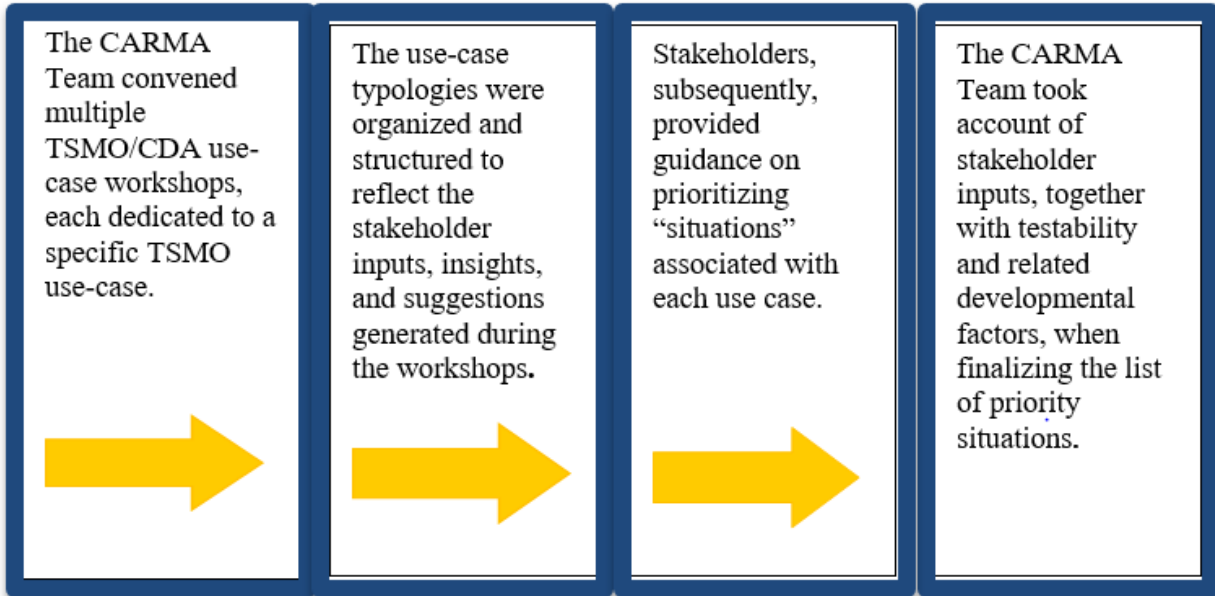 The CARMA
Team convened
multiple
TSMO/CDA use-
case workshops,
each dedicated to a
specific TSMO
use-case.
The use-case
typologies were
organized and
structured to
reflect the
stakeholder
inputs, insights,
and suggestions
generated during
the workshops.
Stakeholders,
subsequently,
provided
guidance on
prioritizing
“situations”
associated with
each use case.
The CARMA
Team took
account of
stakeholder
inputs, together
with testability
and related
developmental
factors, when
finalizing the list
of priority
situations.